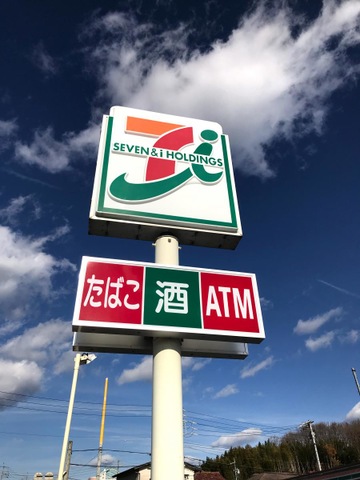 SEVEN & i HOLDINGS
たばこ 酒 ATM